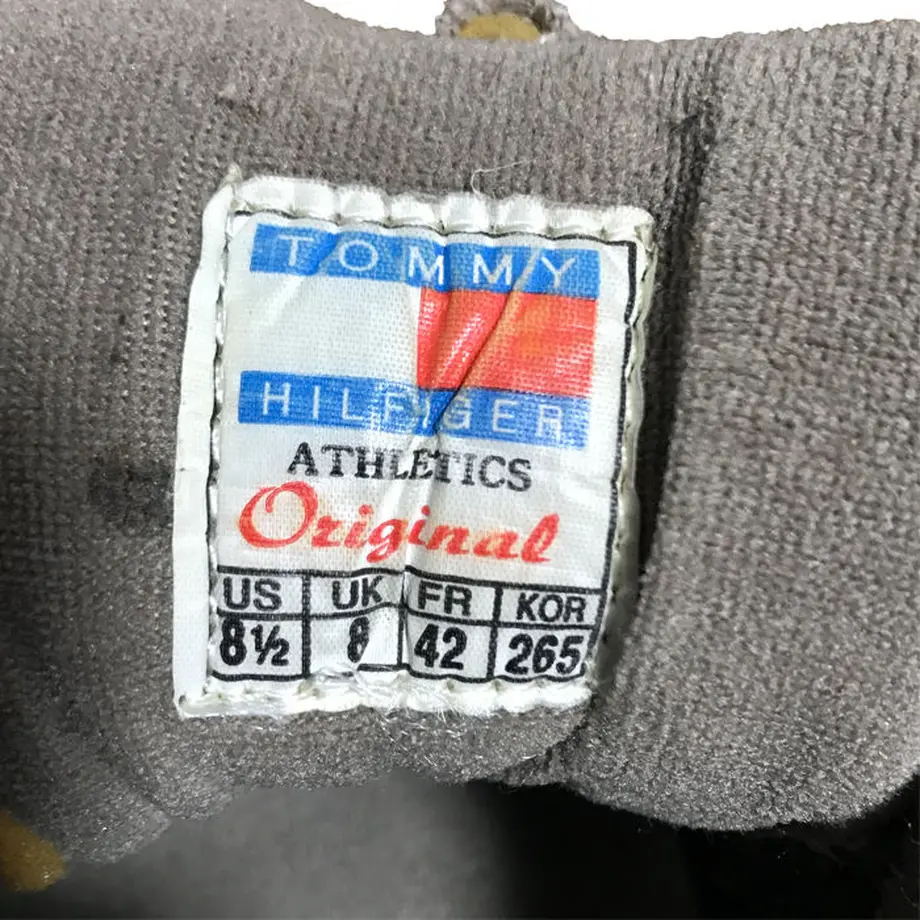 TOMMY
HILFIGER
ATHLETICS
Original
US UK FR KOR
8½ 8 42 265